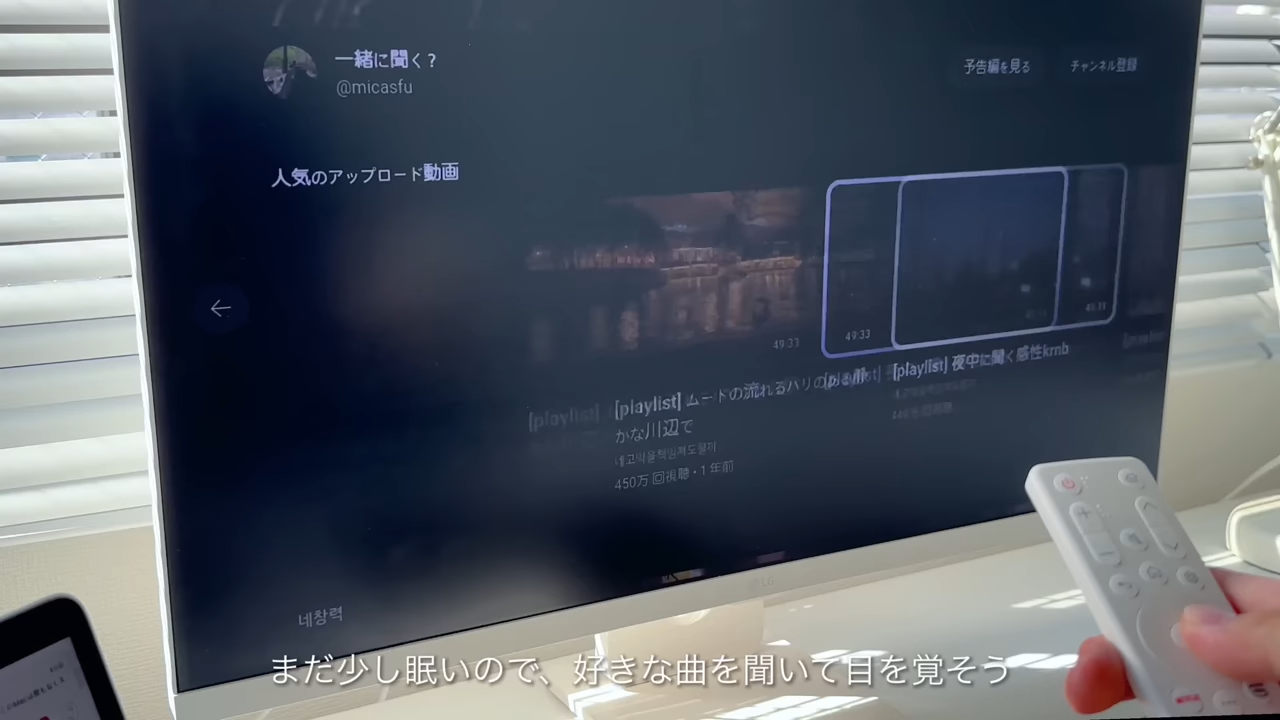 一緒に聞く?
@micasfu
予告編を見る
チャンネル登録
人気のアップロード動画
49:33
49:33
[playlist]
[playlist] ムードの流れるハリの
かな川辺で
450万 回視聴・1 年前
[playlist] 夜中に聞く感性krnb
네창력
LG
まだ少し眠いので、好きな曲を聞いて目を覚そう